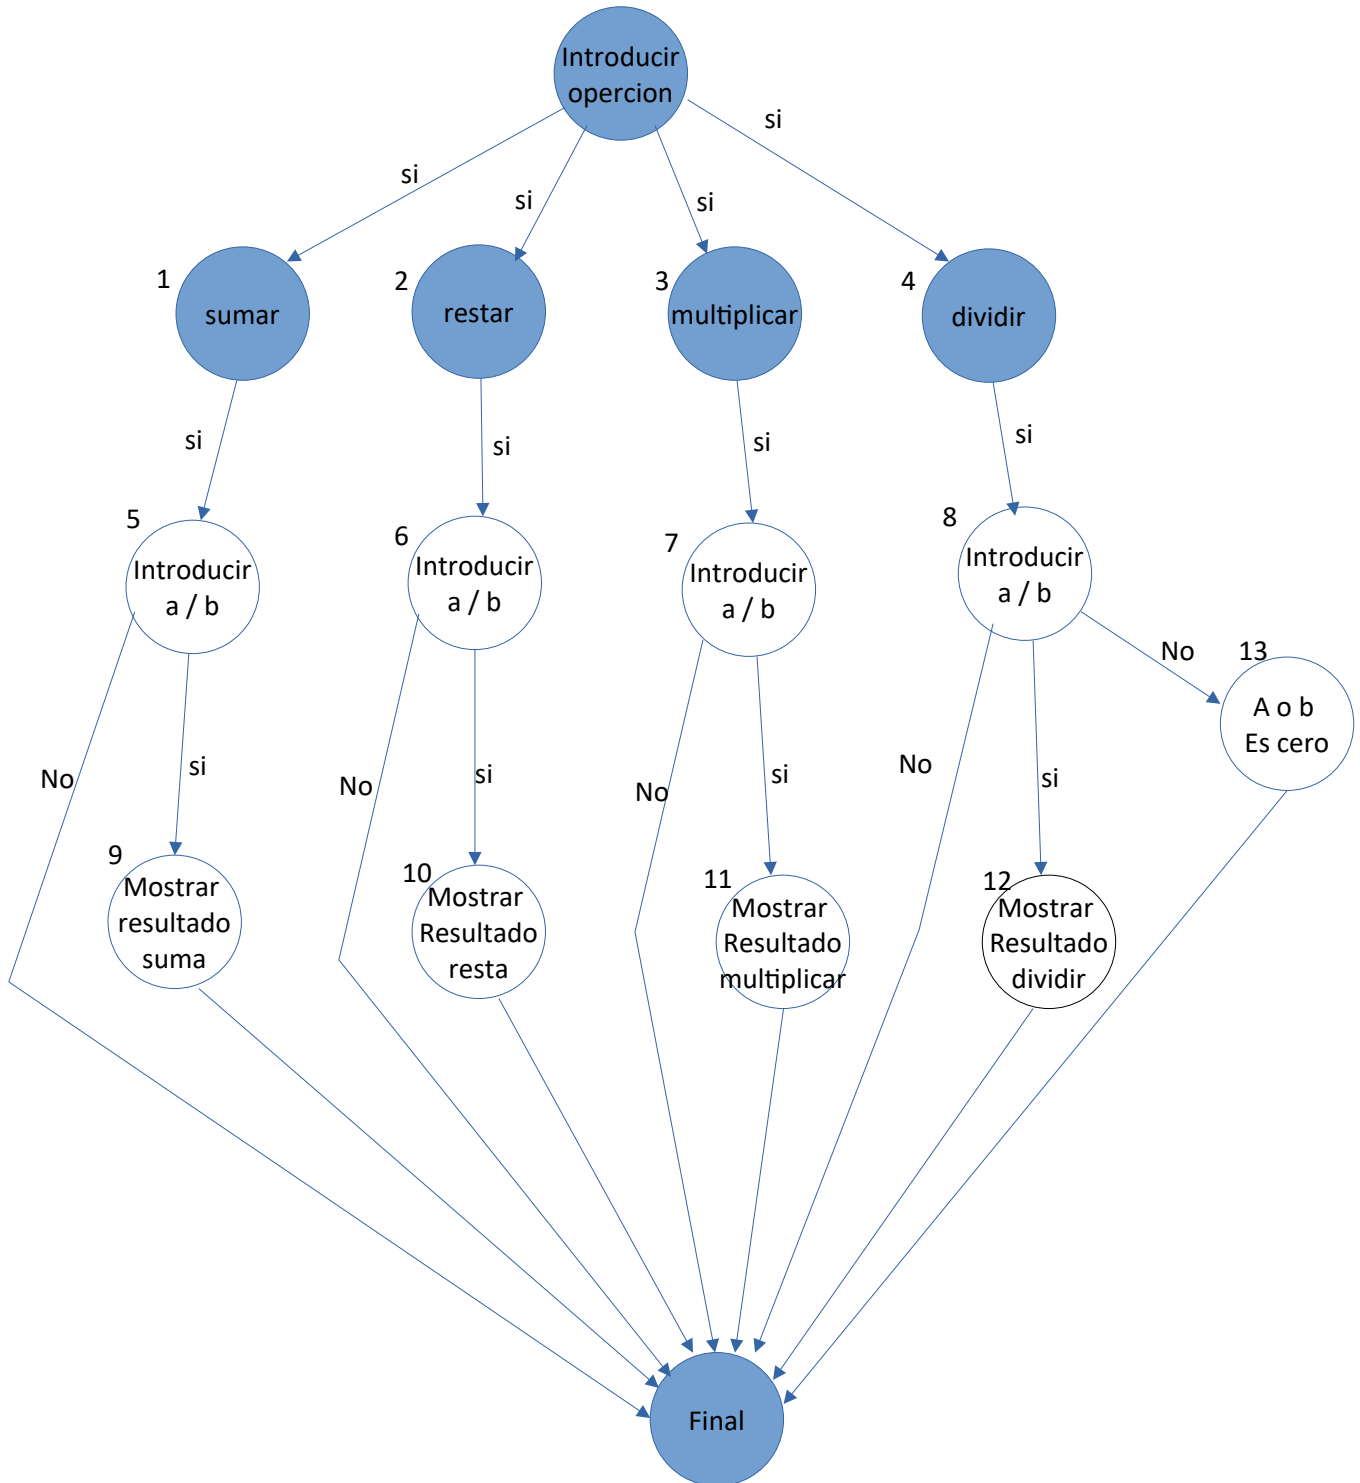 Introducir
opercion
si
si
si
si
1
sumar
2
restar
3
multiplicar
4
dividir
si
si
si
si
5
Introducir
a / b
6
Introducir
a / b
7
Introducir
a / b
8
Introducir
a / b
No
13
A o b
Es cero
No
si
No
si
No
si
No
si
9
Mostrar
resultado
suma
10
Mostrar
Resultado
resta
11
Mostrar
Resultado
multiplicar
12
Mostrar
Resultado
dividir
Final